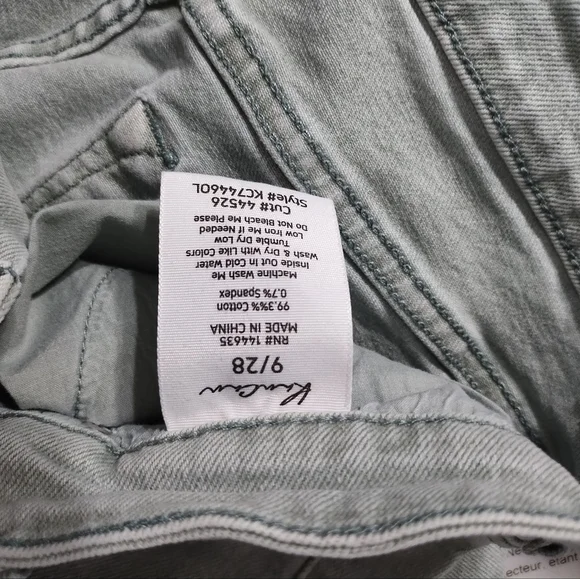 KanCan
9/28
RN# 144635
MADE IN CHINA
99.3% Cotton
0.7% Spandex
Machine Wash Me
Inside Out In Cold Water
Wash & Dry With Like Colors
Tumble Dry Low
Low Iron Me If Needed
Do Not Bleach Me Please
Cut# 44526
Style# KC7446OL
ecteur. étant